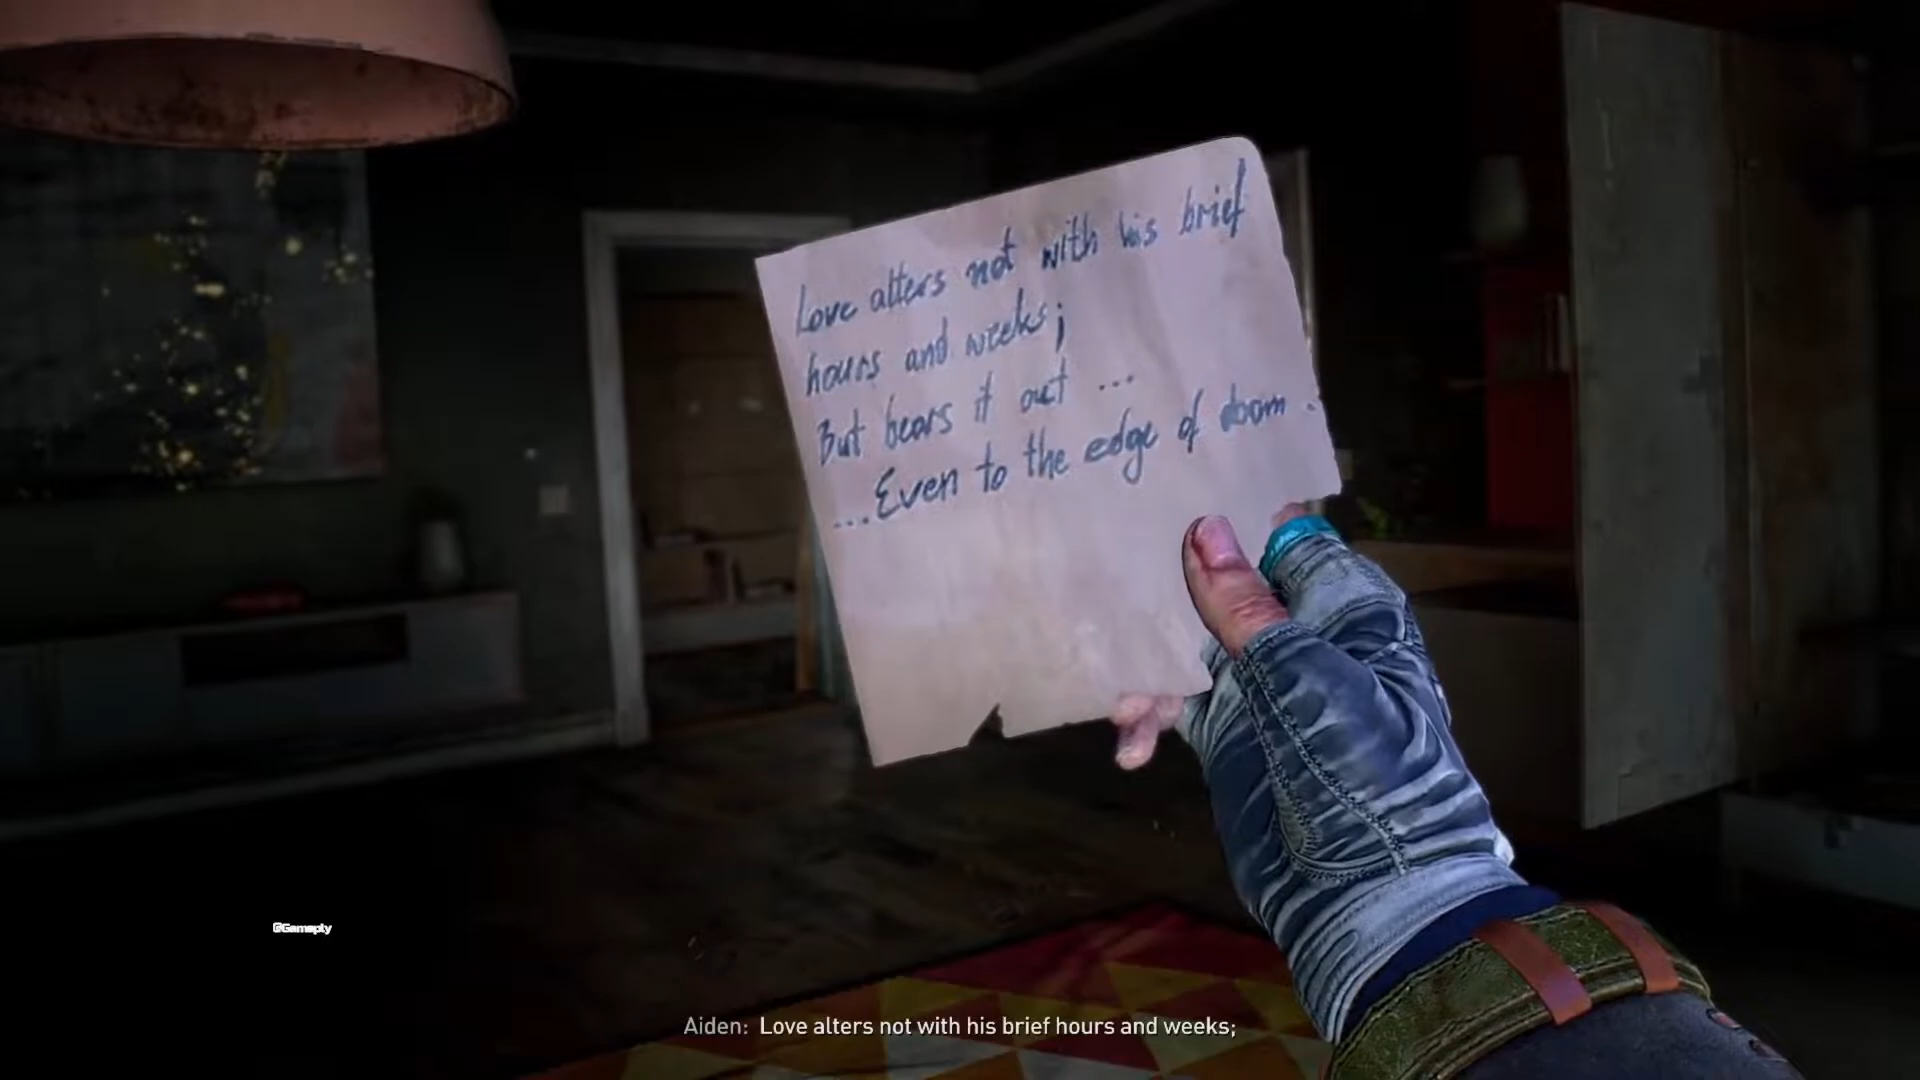 Love alters not with his brief
hours and weeks;
But bears it out ...
...Even to the edge of doom.
@Gamepty
Aiden: Love alters not with his brief hours and weeks;